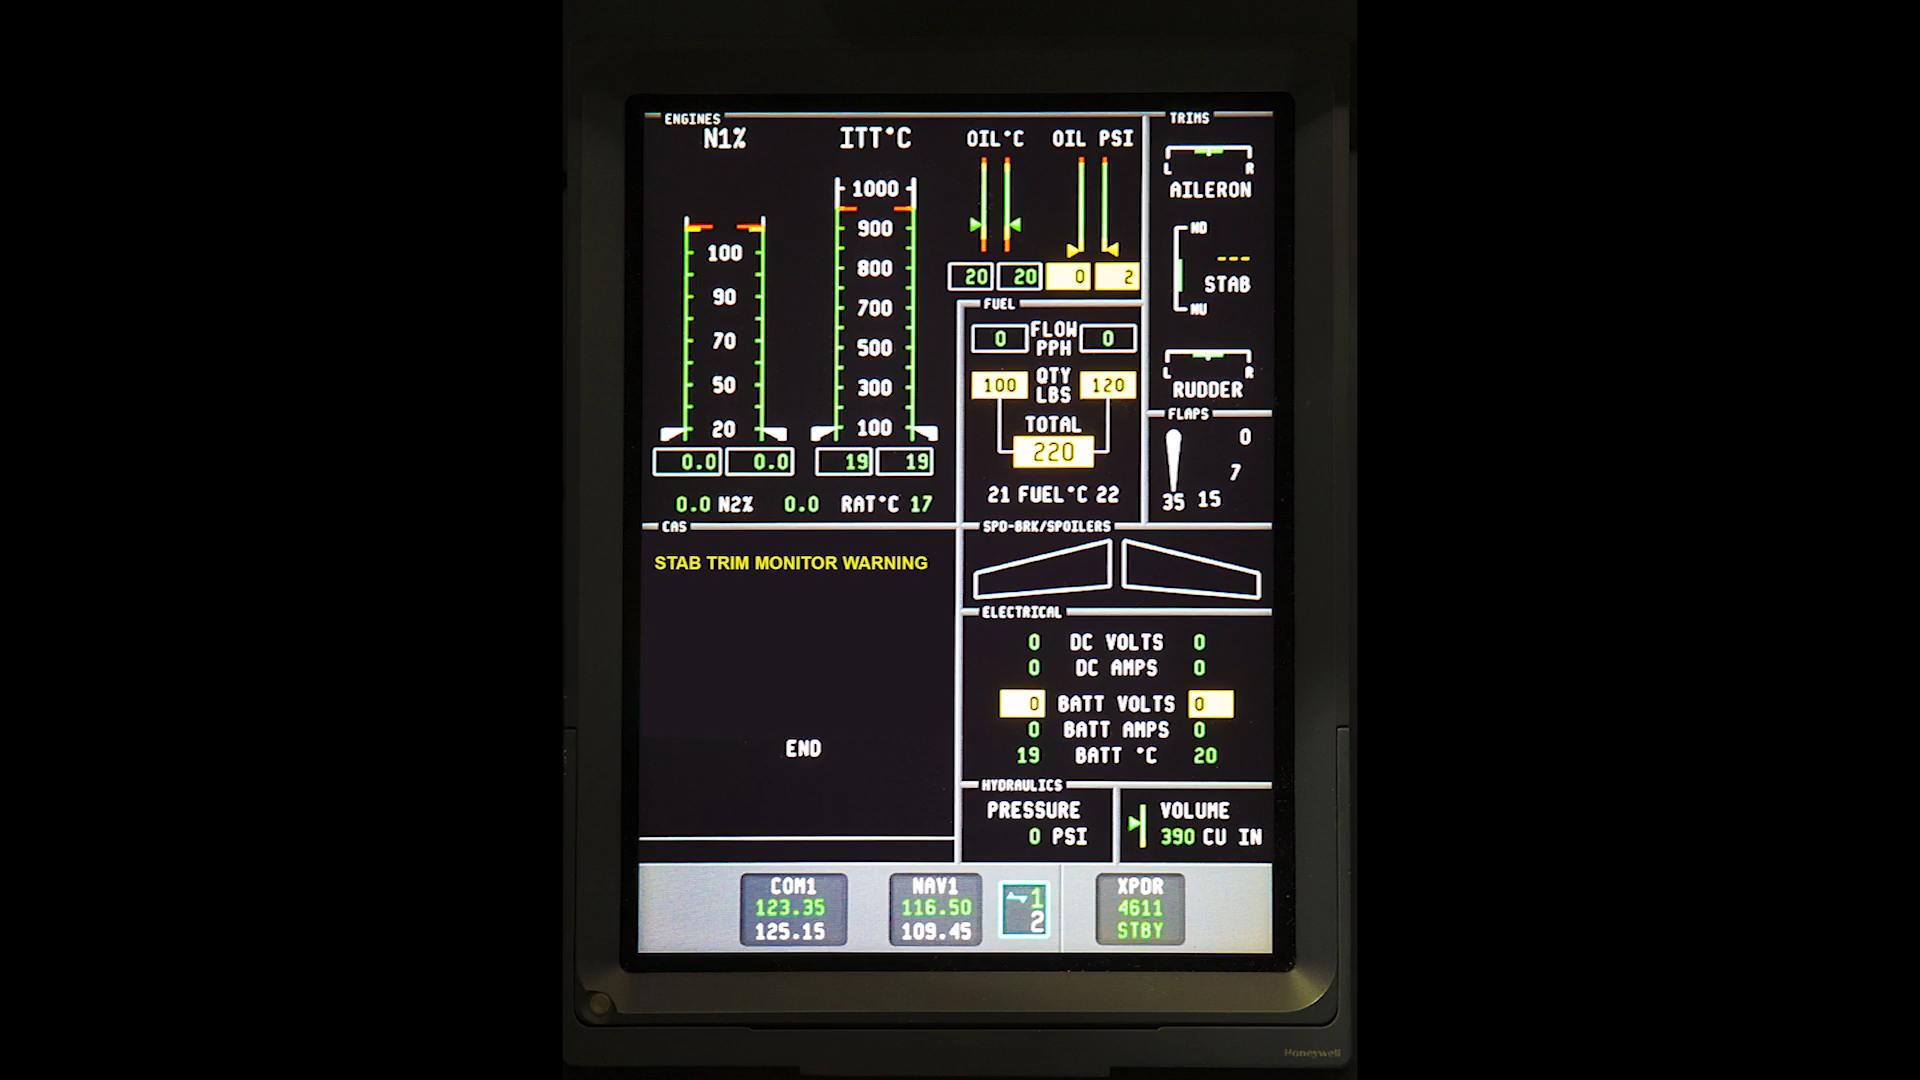 ENGINES
N1%
ITT°C
OIL°C
OIL PSI
1000
900
800
700
500
300
100
100
90
70
50
20
0.0 0.0
19 19
0.0 N2% 0.0 RAT°C 17
20 20 0 2
FUEL
0 FLOW PPH 0
100 QTY LBS 120
TOTAL
220
21 FUEL°C 22
TRIMS
L R
AILERON
ND
---
STAB
NU
L R
RUDDER
FLAPS
0
7
35 15
CAS
STAB TRIM MONITOR WARNING
END
SPD-BRK/SPOILERS
ELECTRICAL
0 DC VOLTS 0
0 DC AMPS 0
0 BATT VOLTS 0
0 BATT AMPS 0
19 BATT °C 20
HYDRAULICS
PRESSURE
0 PSI
VOLUME
390 CU IN
COM1
123.35
125.15
NAV1
116.50
109.45
1
2
XPDR
4611
STBY
Honeywell